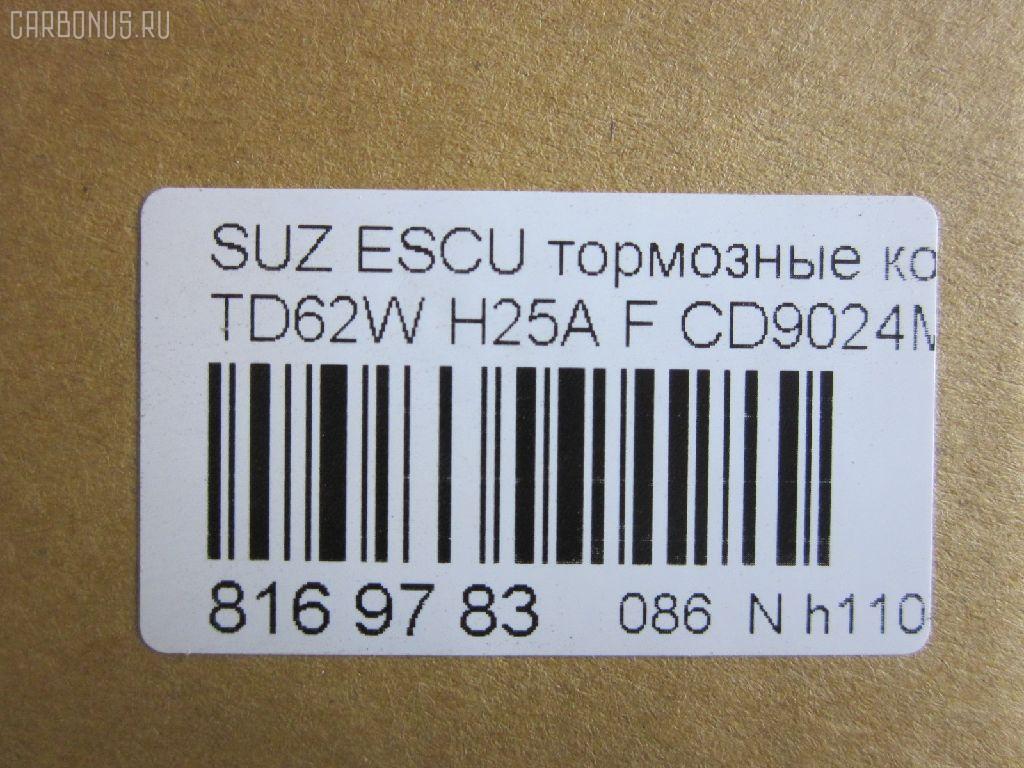 CARBONUS.RU
SUZ ESCU тормозные ко
TD62W H25A F CD9024M
816 97 83 086 N h110